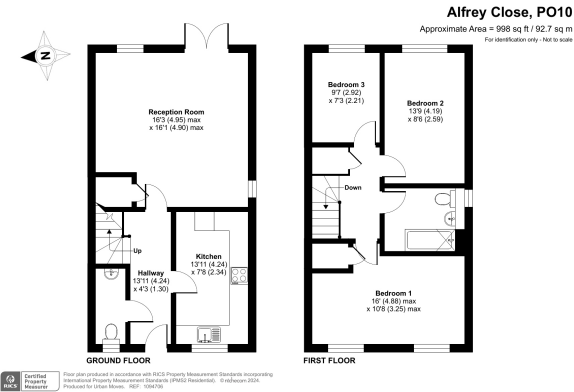 Alfrey Close, PO10
Approximate Area = 998 sq ft / 92.7 sq m
For identification only - Not to scale
N
Reception Room
16'3 (4.95) max
x 16'1 (4.90) max
Up
Hallway
13'11 (4.24)
x 4'3 (1.30)
Kitchen
13'11 (4.24)
x 7'8 (2.34)
GROUND FLOOR
Bedroom 3
9'7 (2.92)
x 7'3 (2.21)
Bedroom 2
13'9 (4.19)
x 8'6 (2.59)
Down
Bedroom 1
16' (4.88) max
x 10'8 (3.25) max
FIRST FLOOR
RICS
Certified
Property
Measurer
Floor plan produced in accordance with RICS Property Measurement Standards incorporating
International Property Measurement Standards (IPMS2 Residential). © nichecom 2024.
Produced for Urban Moves. REF: 1094706